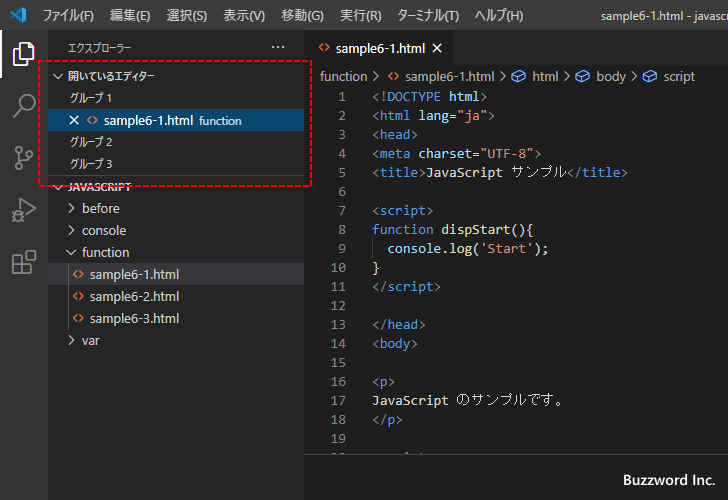 ファイル(F) 編集(E) 選択(S) 表示(V) 移動(G) 実行(R) ターミナル(T) ヘルプ(H) sample6-1.html - javasc
エクスプローラー ···
開いているエディター
グループ 1
sample6-1.html function
グループ 2
グループ 3
JAVASCRIPT
before
console
function
sample6-1.html
sample6-2.html
sample6-3.html
var
sample6-1.html
function > sample6-1.html > html > body > script
1 <!DOCTYPE html>
2 <html lang="ja">
3 <head>
4 <meta charset="UTF-8">
5 <title>JavaScript サンプル</title>
6
7 <script>
8 function dispStart(){
9 console.log('Start');
10 }
11 </script>
12
13 </head>
14 <body>
15
16 <p>
17 JavaScript のサンプルです。
18 </p>
19
Buzzword Inc.